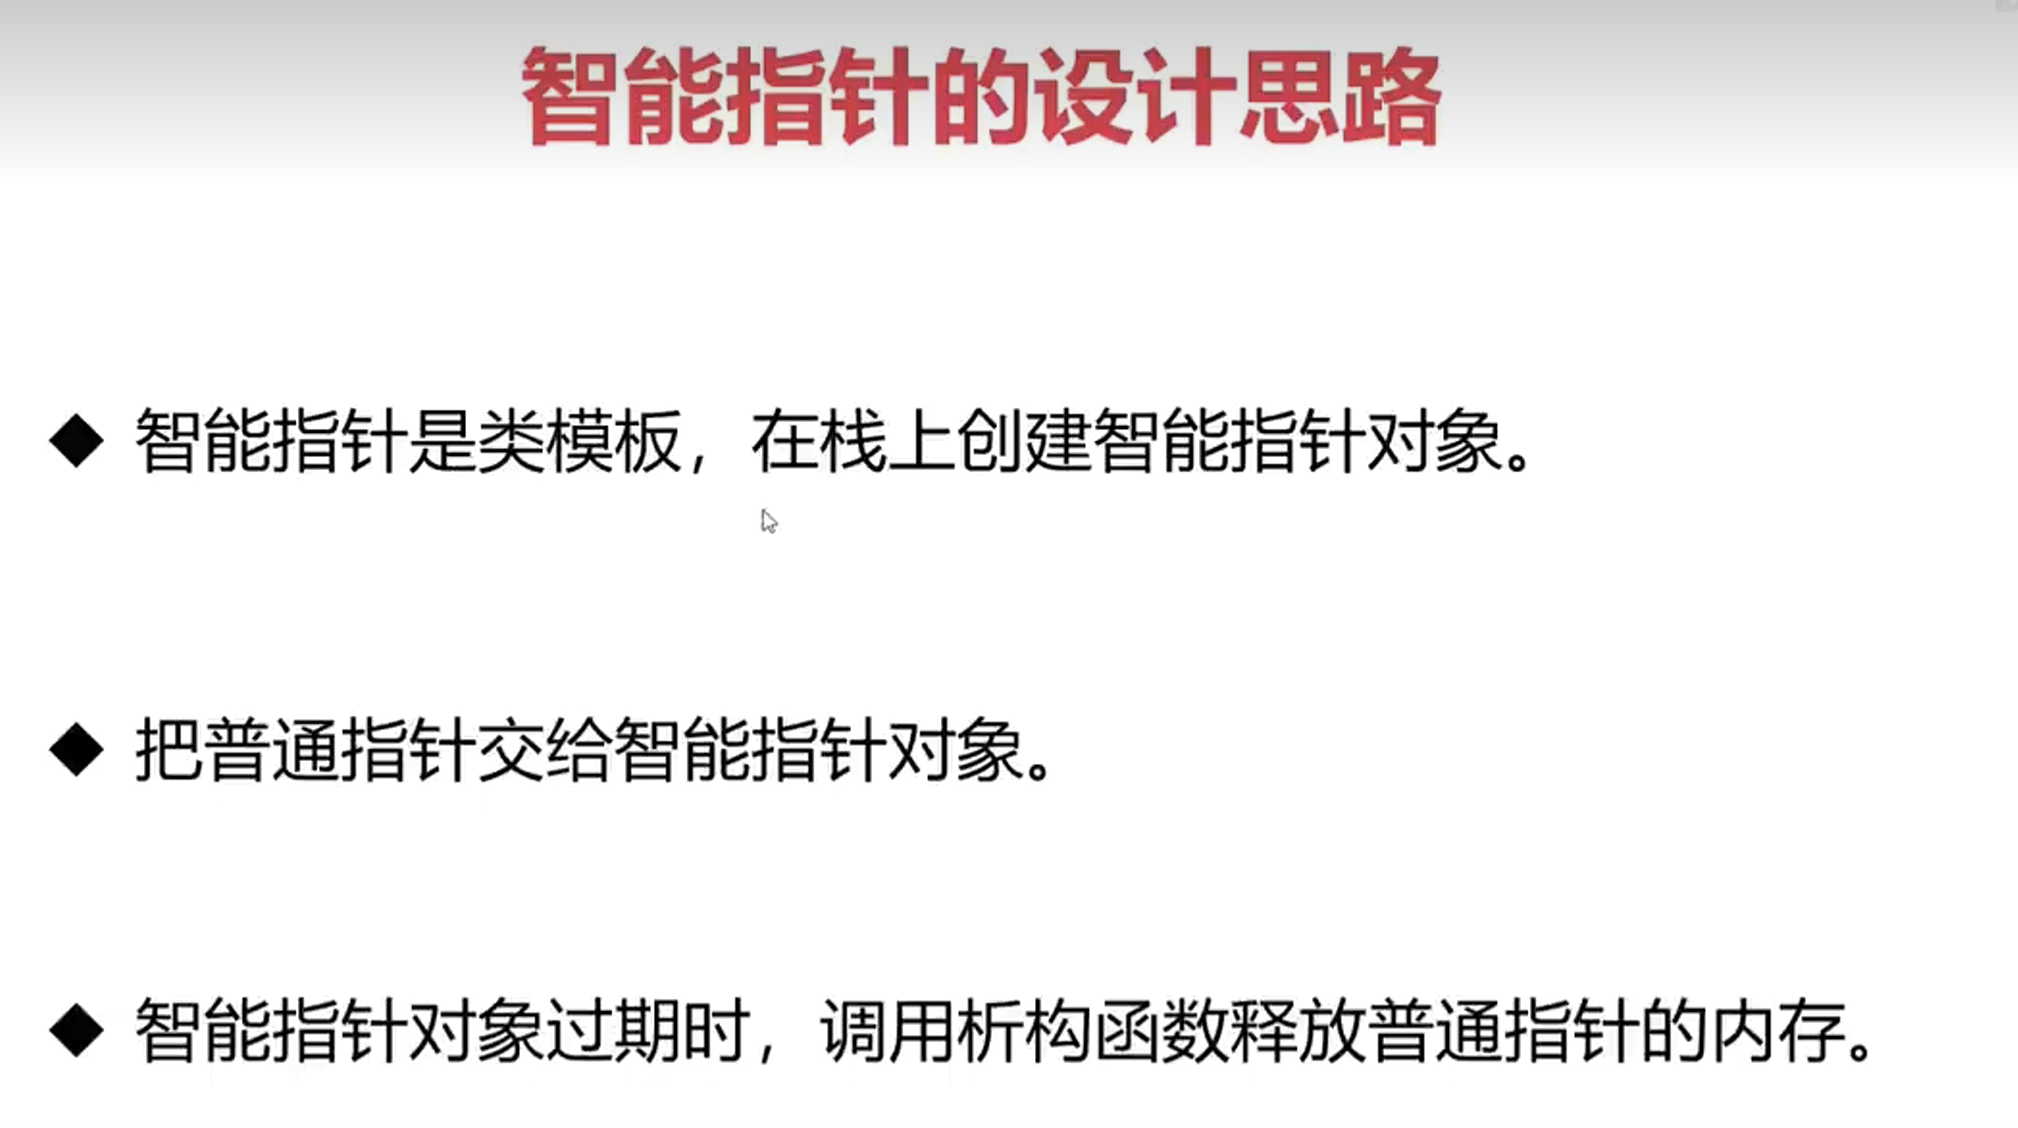 智能指针的设计思路
◆ 智能指针是类模板，在栈上创建智能指针对象。
◆ 把普通指针交给智能指针对象。
◆ 智能指针对象过期时，调用析构函数释放普通指针的内存。